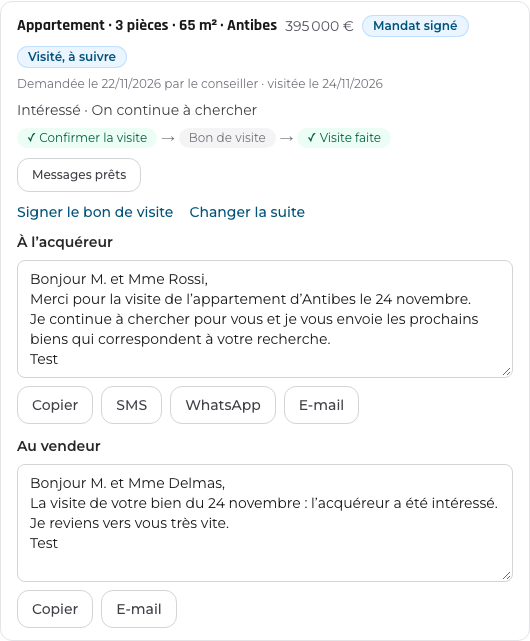 Appartement · 3 pièces · 65 m² · Antibes 395 000 € Mandat signé
Visité, à suivre
Demandée le 22/11/2026 par le conseiller · visitée le 24/11/2026
Intéressé · On continue à chercher
✓ Confirmer la visite → Bon de visite → ✓ Visite faite
Messages prêts
Signer le bon de visite Changer la suite
À l’acquéreur
Bonjour M. et Mme Rossi,
Merci pour la visite de l’appartement d’Antibes le 24 novembre.
Je continue à chercher pour vous et je vous envoie les prochains
biens qui correspondent à votre recherche.
Test
Copier SMS WhatsApp E-mail
Au vendeur
Bonjour M. et Mme Delmas,
La visite de votre bien du 24 novembre : l’acquéreur a été intéressé.
Je reviens vers vous très vite.
Test
Copier E-mail